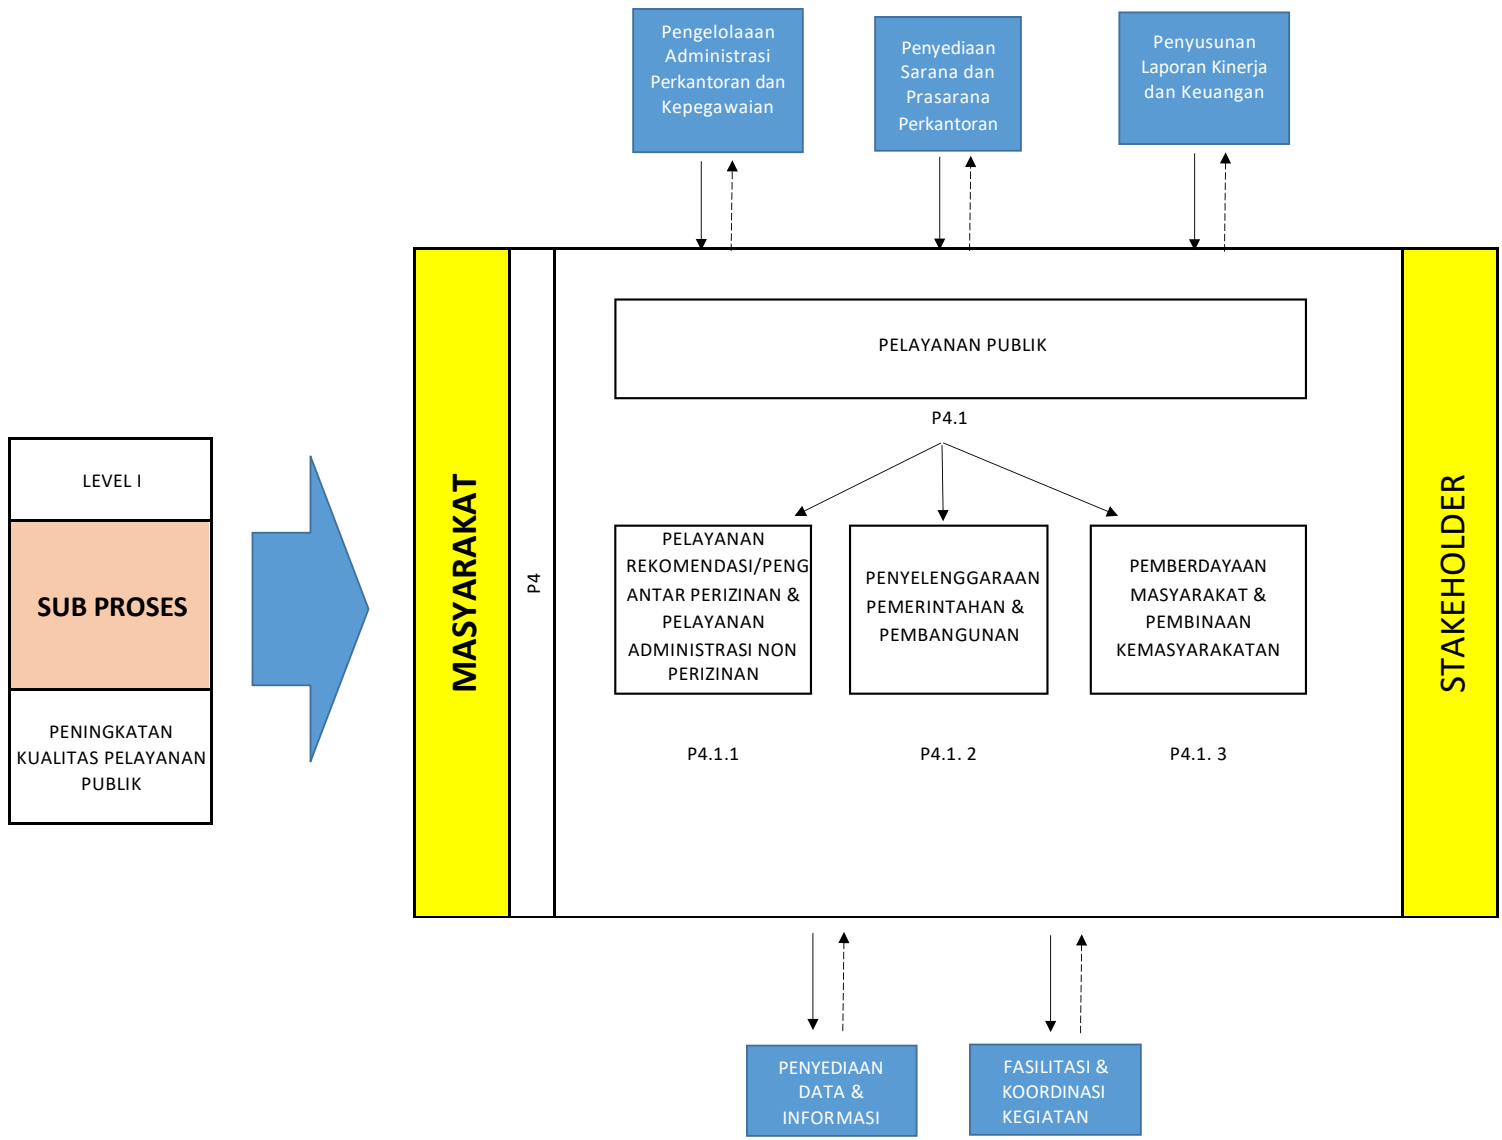 Pengelolaaan
Administrasi
Perkantoran dan
Kepegawaian
Penyediaan
Sarana dan
Prasarana
Perkantoran
Penyusunan
Laporan Kinerja
dan Keuangan
LEVEL I
SUB PROSES
PENINGKATAN
KUALITAS PELAYANAN
PUBLIK
MASYARAKAT
P4
PELAYANAN PUBLIK
P4.1
PELAYANAN
REKOMENDASI/PENG
ANTAR PERIZINAN &
PELAYANAN
ADMINISTRASI NON
PERIZINAN
PENYELENGGARAAN
PEMERINTAHAN &
PEMBANGUNAN
PEMBERDAYAAN
MASYARAKAT &
PEMBINAAN
KEMASYARAKATAN
P4.1.1
P4.1. 2
P4.1. 3
STAKEHOLDER
PENYEDIAAN
DATA &
INFORMASI
FASILITASI &
KOORDINASI
KEGIATAN